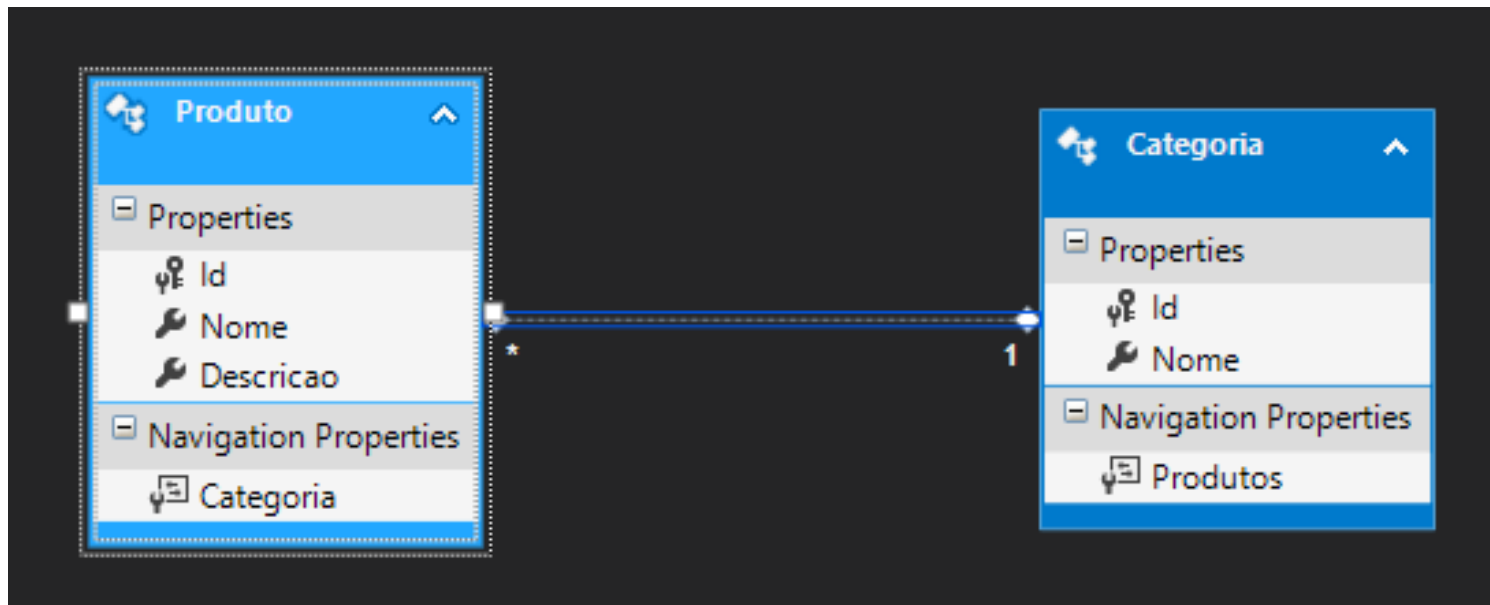 Produto
Properties
Id
Nome
Descricao
Navigation Properties
Categoria
*
1
Categoria
Properties
Id
Nome
Navigation Properties
Produtos